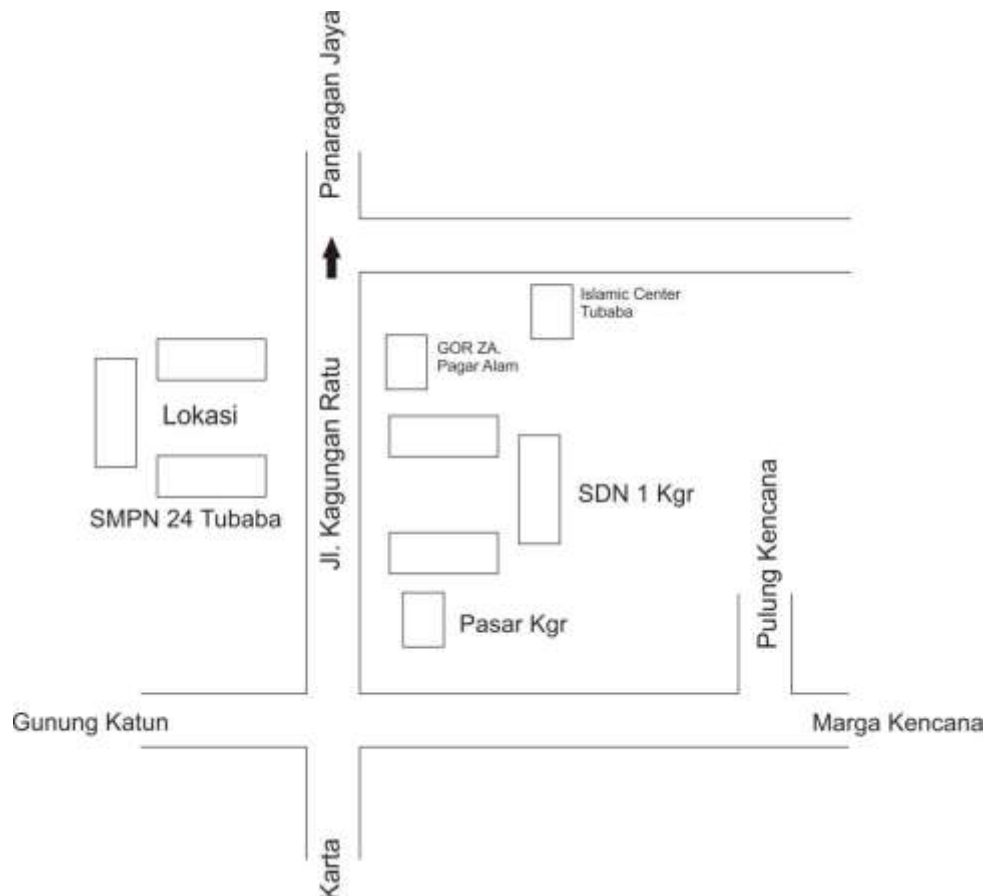 Panaragan Jaya
Islamic Center
Tubaba
GOR ZA.
Pagar Alam
Lokasi
Jl. Kagungan Ratu
SDN 1 Kgr
SMPN 24 Tubaba
Pulung Kencana
Pasar Kgr
Gunung Katun
Marga Kencana
Karta